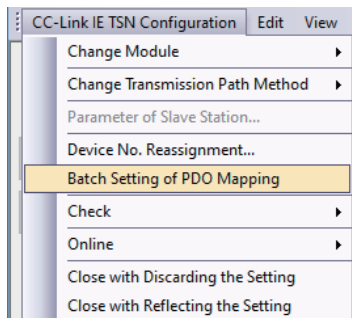 CC-Link IE TSN Configuration Edit View
Change Module
Change Transmission Path Method
Parameter of Slave Station...
Device No. Reassignment...
Batch Setting of PDO Mapping
Check
Online
Close with Discarding the Setting
Close with Reflecting the Setting